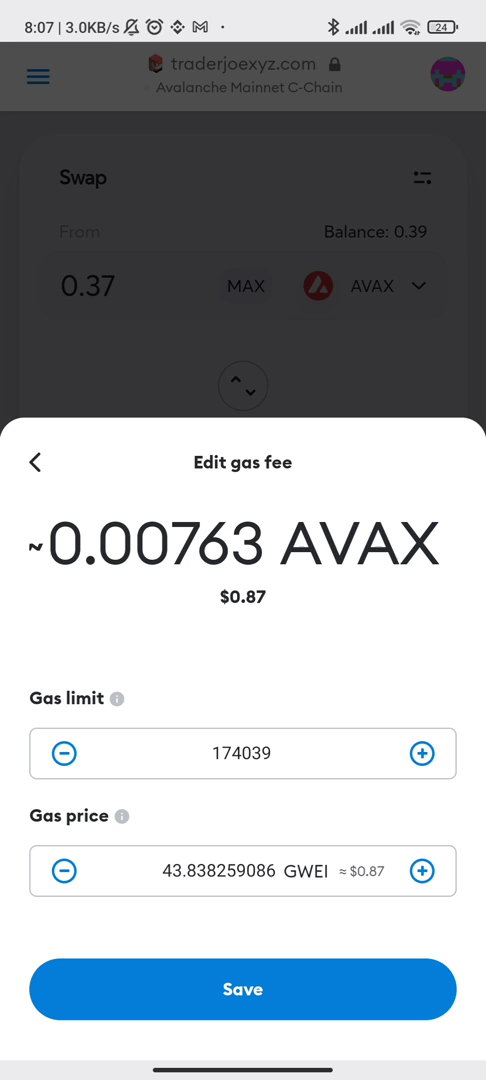 8:07 | 3.0KB/s
24
traderjoexyz.com
Avalanche Mainnet C-Chain
Swap
From
Balance: 0.39
0.37
MAX
AVAX
Edit gas fee
~0.00763 AVAX
$0.87
Gas limit
174039
Gas price
43.838259086 GWEI ≈ $0.87
Save